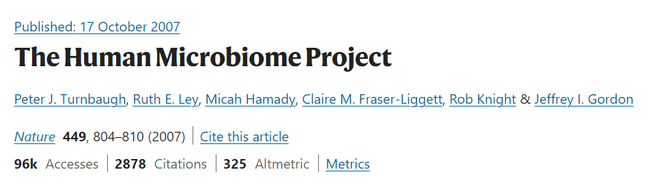 Published: 17 October 2007
The Human Microbiome Project
Peter J. Turnbaugh, Ruth E. Ley, Micah Hamady, Claire M. Fraser-Liggett, Rob Knight & Jeffrey I. Gordon
Nature 449, 804–810 (2007) | Cite this article
96k Accesses | 2878 Citations | 325 Altmetric | Metrics